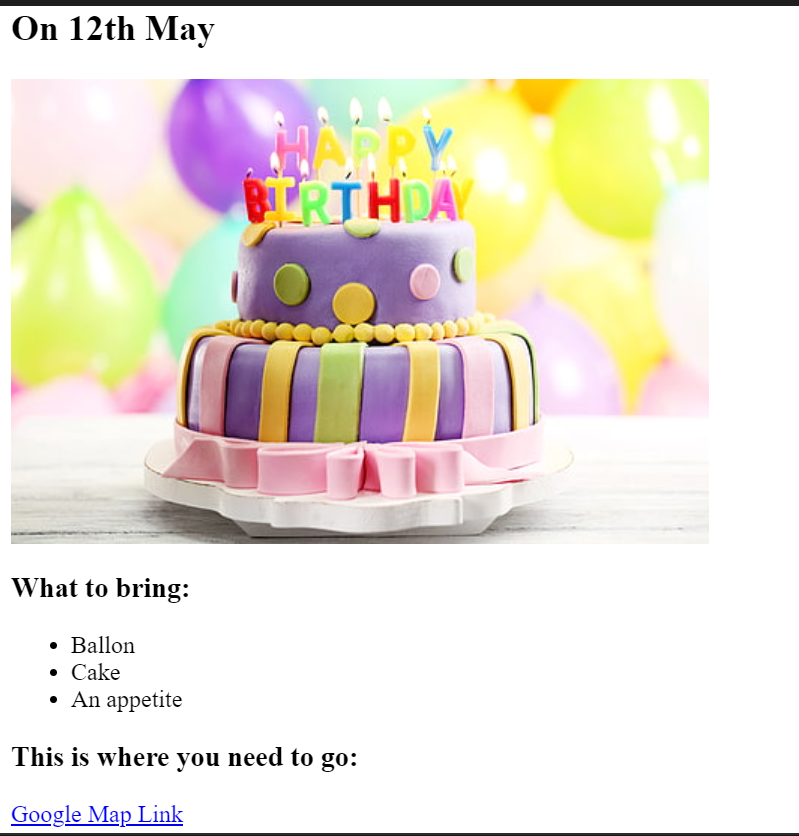 On 12th May
HAPPY
BIRTHDAY
What to bring:
Ballon
Cake
An appetite
This is where you need to go:
Google Map Link